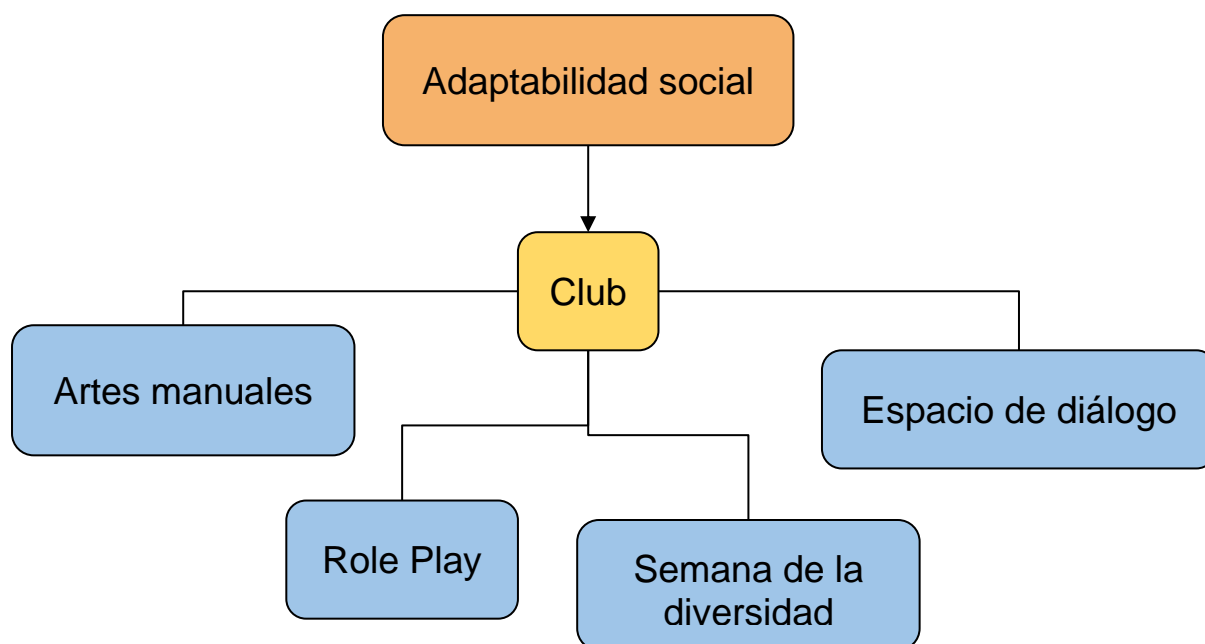 Adaptabilidad social
Club
Artes manuales
Espacio de diálogo
Role Play
Semana de la
diversidad